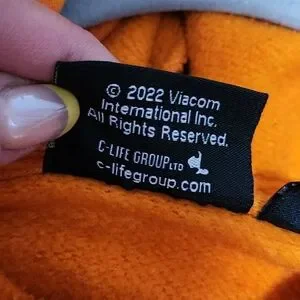 © 2022 Viacom
International Inc.
All Rights Reserved.
C-LIFE GROUP LTD
c-lifegroup.com